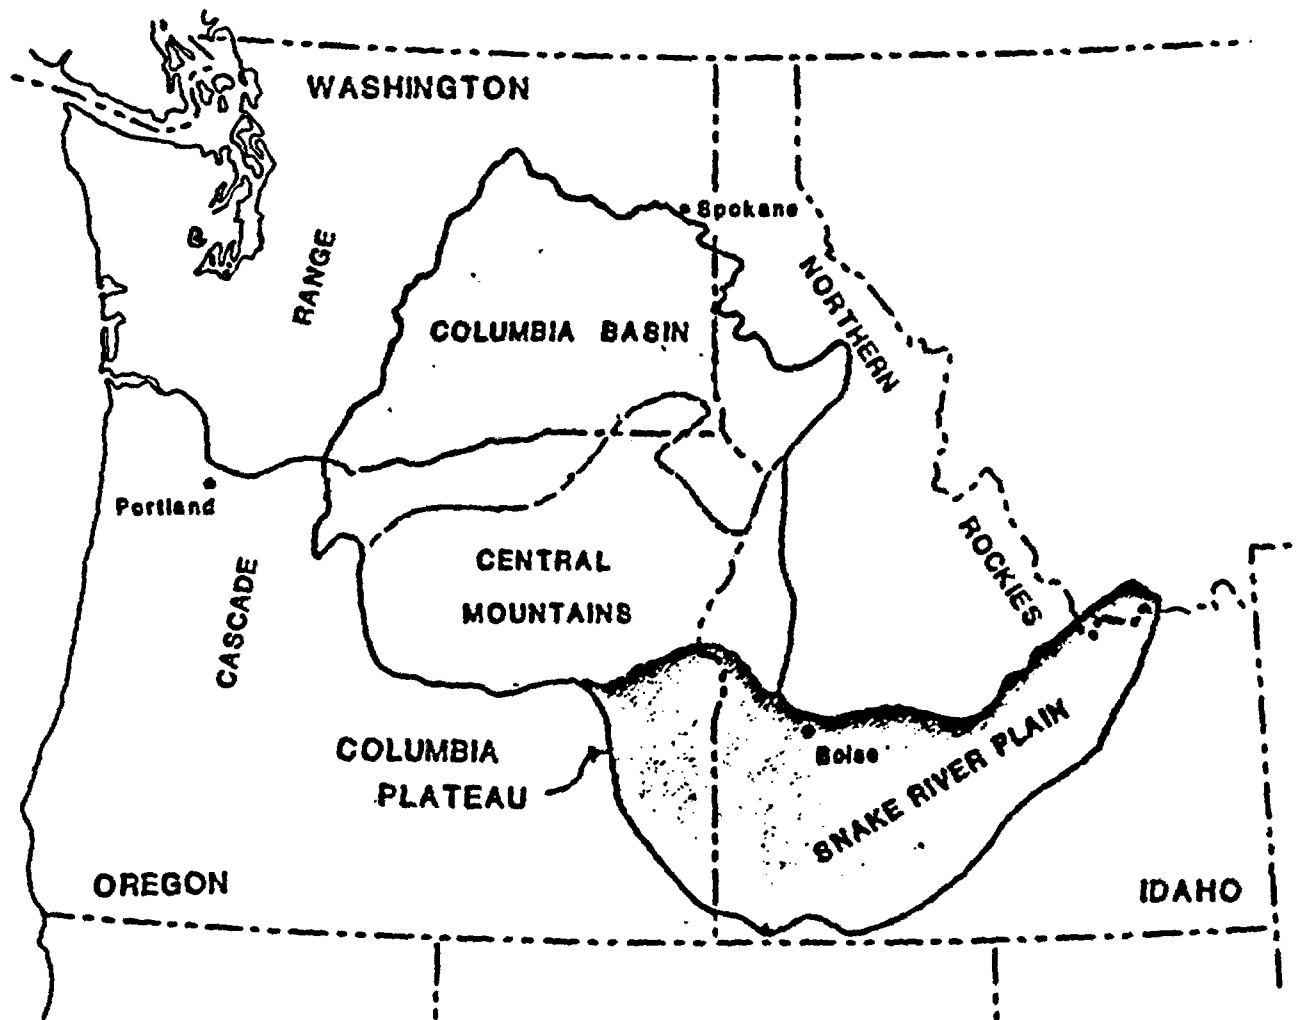 WASHINGTON
Spokane
RANGE
NORTHERN
COLUMBIA BASIN
Portland
ROCKIES
CENTRAL
MOUNTAINS
CASCADE
COLUMBIA
PLATEAU
Boise
SNAKE RIVER PLAIN
OREGON
IDAHO